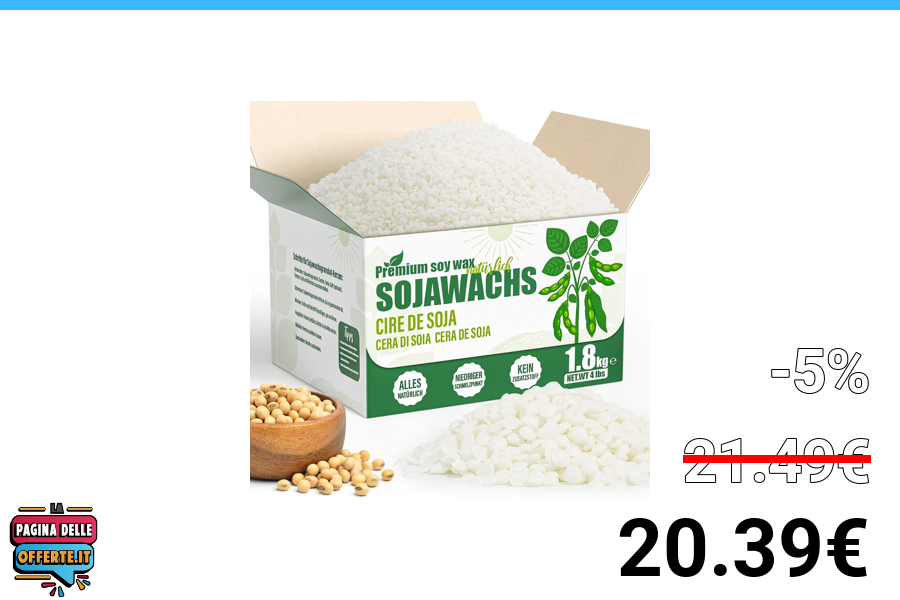 Premium soy wax
natürlich
SOJAWACHS
CIRE DE SOJA
CERA DI SOIA CERA DE SOJA
Tipps
ALLES
NATÜRLICH
NIEDRIGER
SCHMELZPUNKT
KEIN
ZUSATZSTOFF
1.8kg e
NET.WT 4 lbs
-5%
21.49€
20.39€
LA
PAGINA DELLE
OFFERTE.IT